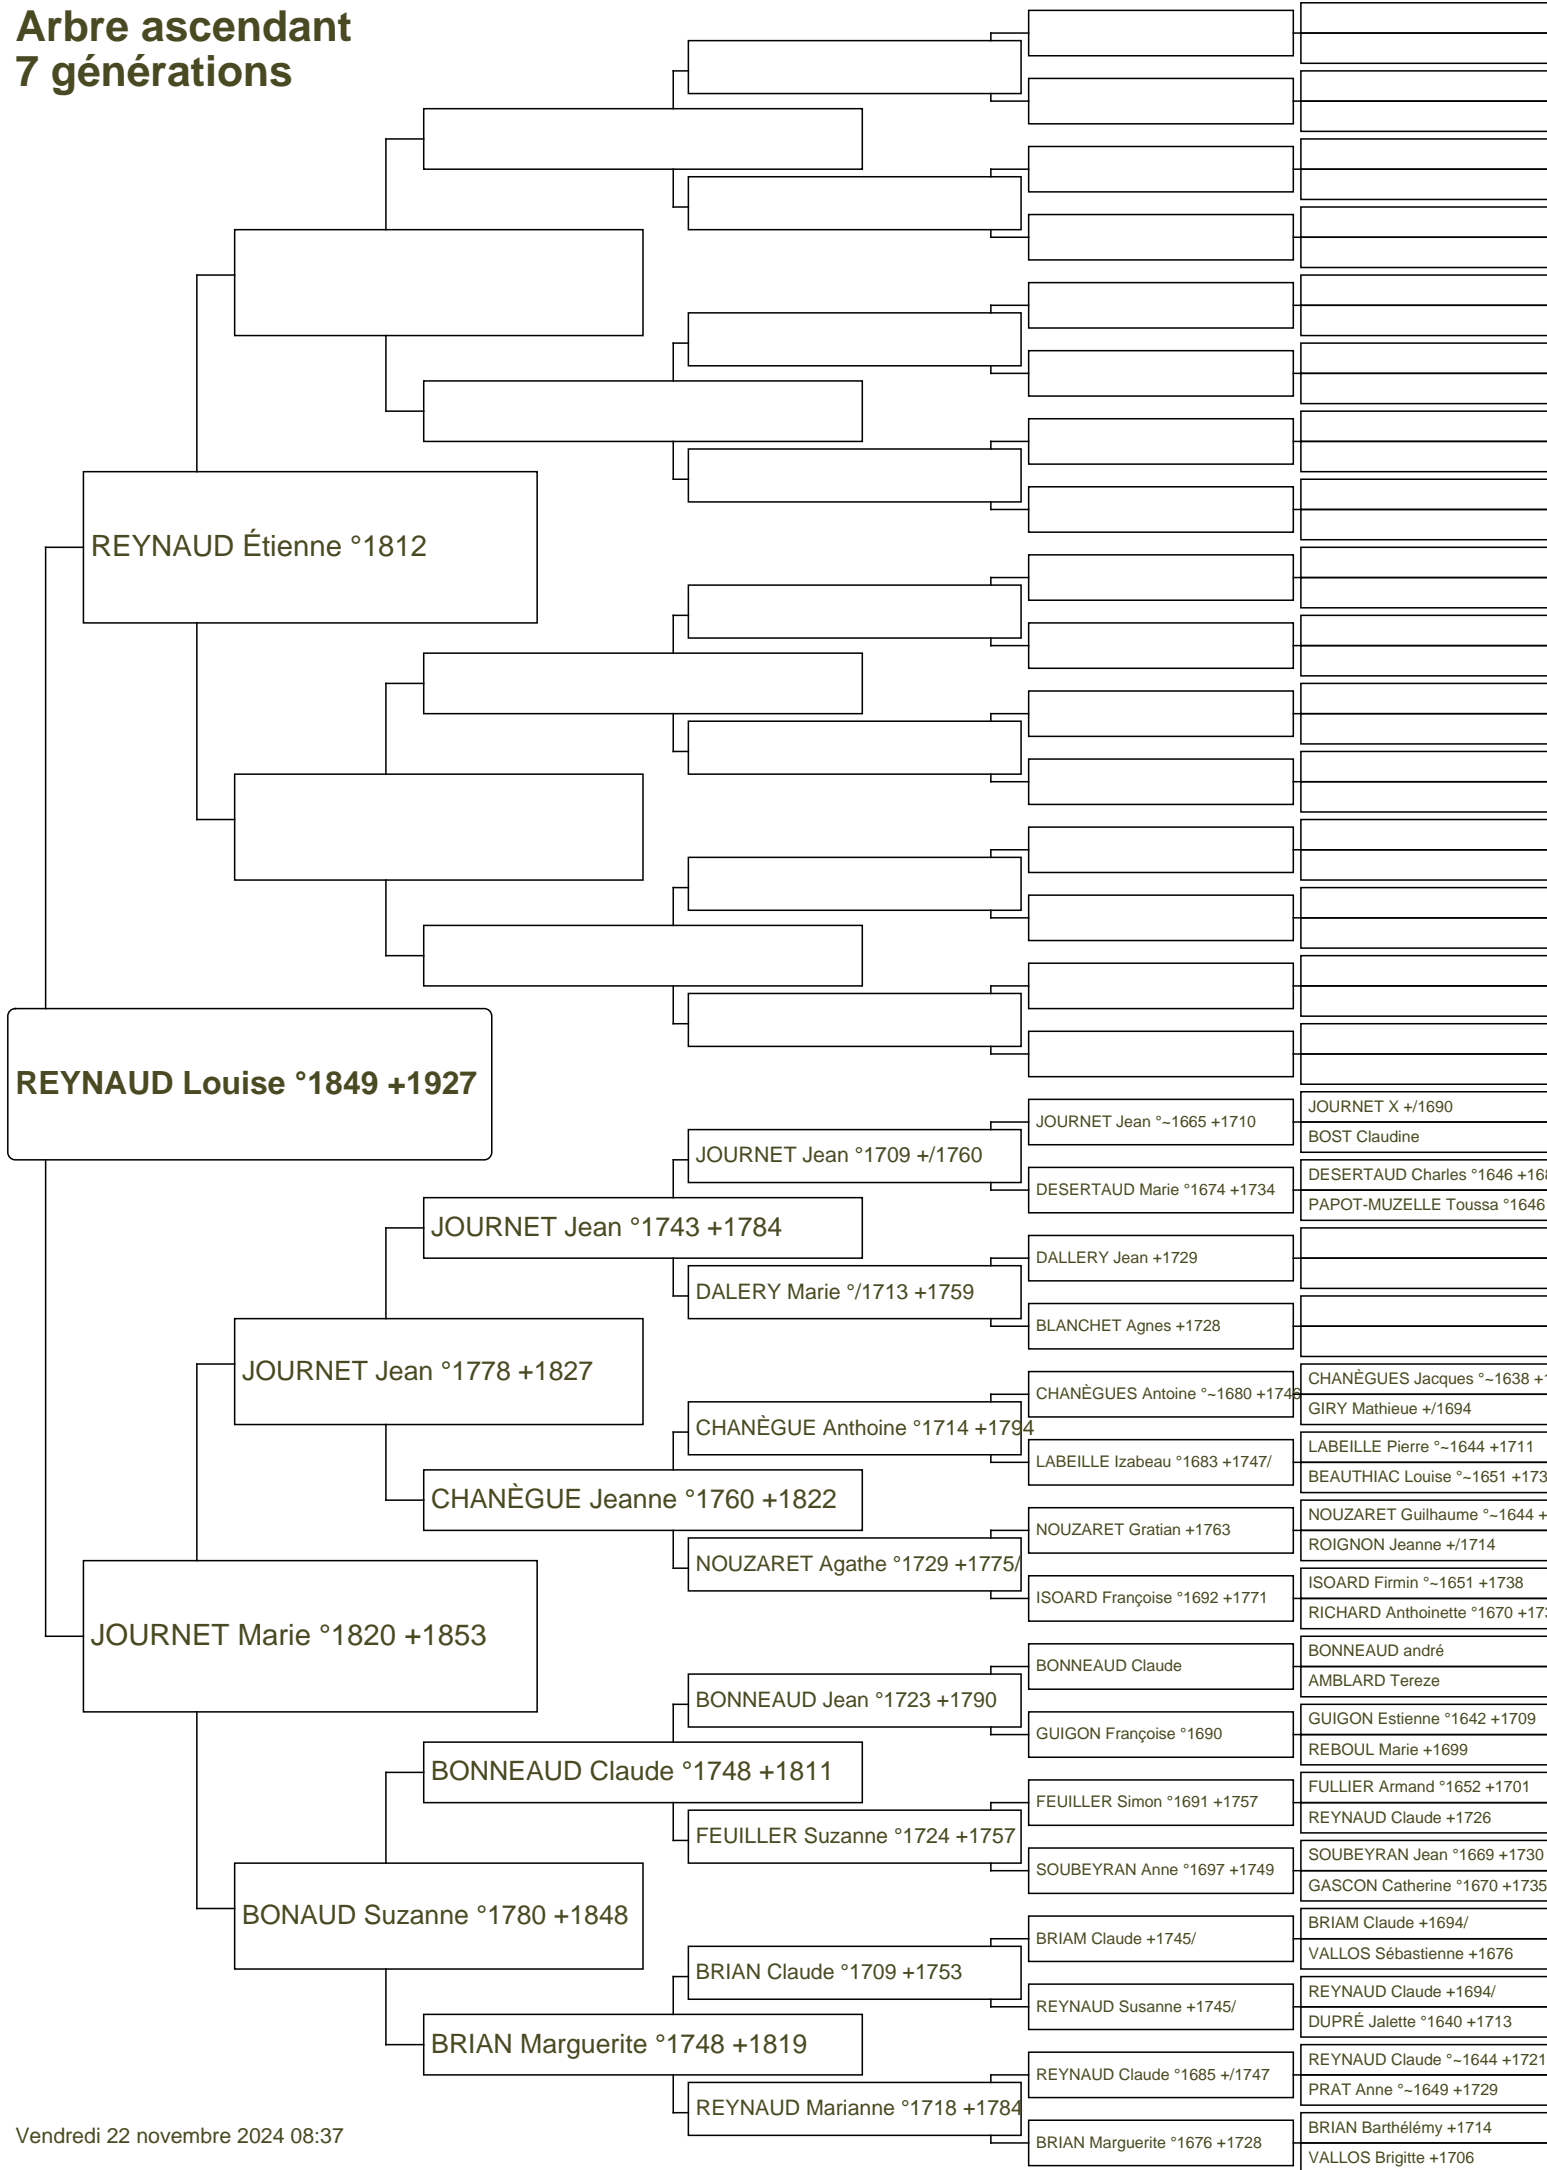 Arbre ascendant
7 générations
REYNAUD Étienne °1812
REYNAUD Louise °1849 +1927
JOURNET X +/1690
JOURNET Jean °~1665 +1710
BOST Claudine
JOURNET Jean °1709 +/1760
DESERTAUD Charles °1646 +168
DESERTAUD Marie °1674 +1734
PAPOT-MUZELLE Toussa °1646
JOURNET Jean °1743 +1784
DALLERY Jean +1729
DALERY Marie °/1713 +1759
BLANCHET Agnes +1728
JOURNET Jean °1778 +1827
CHANÈGUES Jacques °~1638 +1
CHANÈGUES Antoine °~1680 +1746
GIRY Mathieue +/1694
CHANÈGUE Anthoine °1714 +1794
LABEILLE Pierre °~1644 +1711
LABEILLE Izabeau °1683 +1747/
BEAUTHIAC Louise °~1651 +173
CHANÈGUE Jeanne °1760 +1822
NOUZARET Guilhaume °~1644 +
NOUZARET Gratian +1763
ROIGNON Jeanne +/1714
NOUZARET Agathe °1729 +1775/
ISOARD Firmin °~1651 +1738
ISOARD Françoise °1692 +1771
RICHARD Anthoinette °1670 +173
JOURNET Marie °1820 +1853
BONNEAUD andré
BONNEAUD Claude
AMBLARD Tereze
BONNEAUD Jean °1723 +1790
GUIGON Estienne °1642 +1709
GUIGON Françoise °1690
REBOUL Marie +1699
BONNEAUD Claude °1748 +1811
FULLIER Armand °1652 +1701
FEUILLER Simon °1691 +1757
REYNAUD Claude +1726
FEUILLER Suzanne °1724 +1757
SOUBEYRAN Jean °1669 +1730
SOUBEYRAN Anne °1697 +1749
GASCON Catherine °1670 +1735
BONAUD Suzanne °1780 +1848
BRIAM Claude +1694/
BRIAM Claude +1745/
VALLOS Sébastienne +1676
BRIAN Claude °1709 +1753
REYNAUD Claude +1694/
REYNAUD Susanne +1745/
DUPRÉ Jalette °1640 +1713
BRIAN Marguerite °1748 +1819
REYNAUD Claude °~1644 +1721
REYNAUD Claude °1685 +/1747
PRAT Anne °~1649 +1729
REYNAUD Marianne °1718 +1784
BRIAN Barthélémy +1714
BRIAN Marguerite °1676 +1728
VALLOS Brigitte +1706
Vendredi 22 novembre 2024 08:37